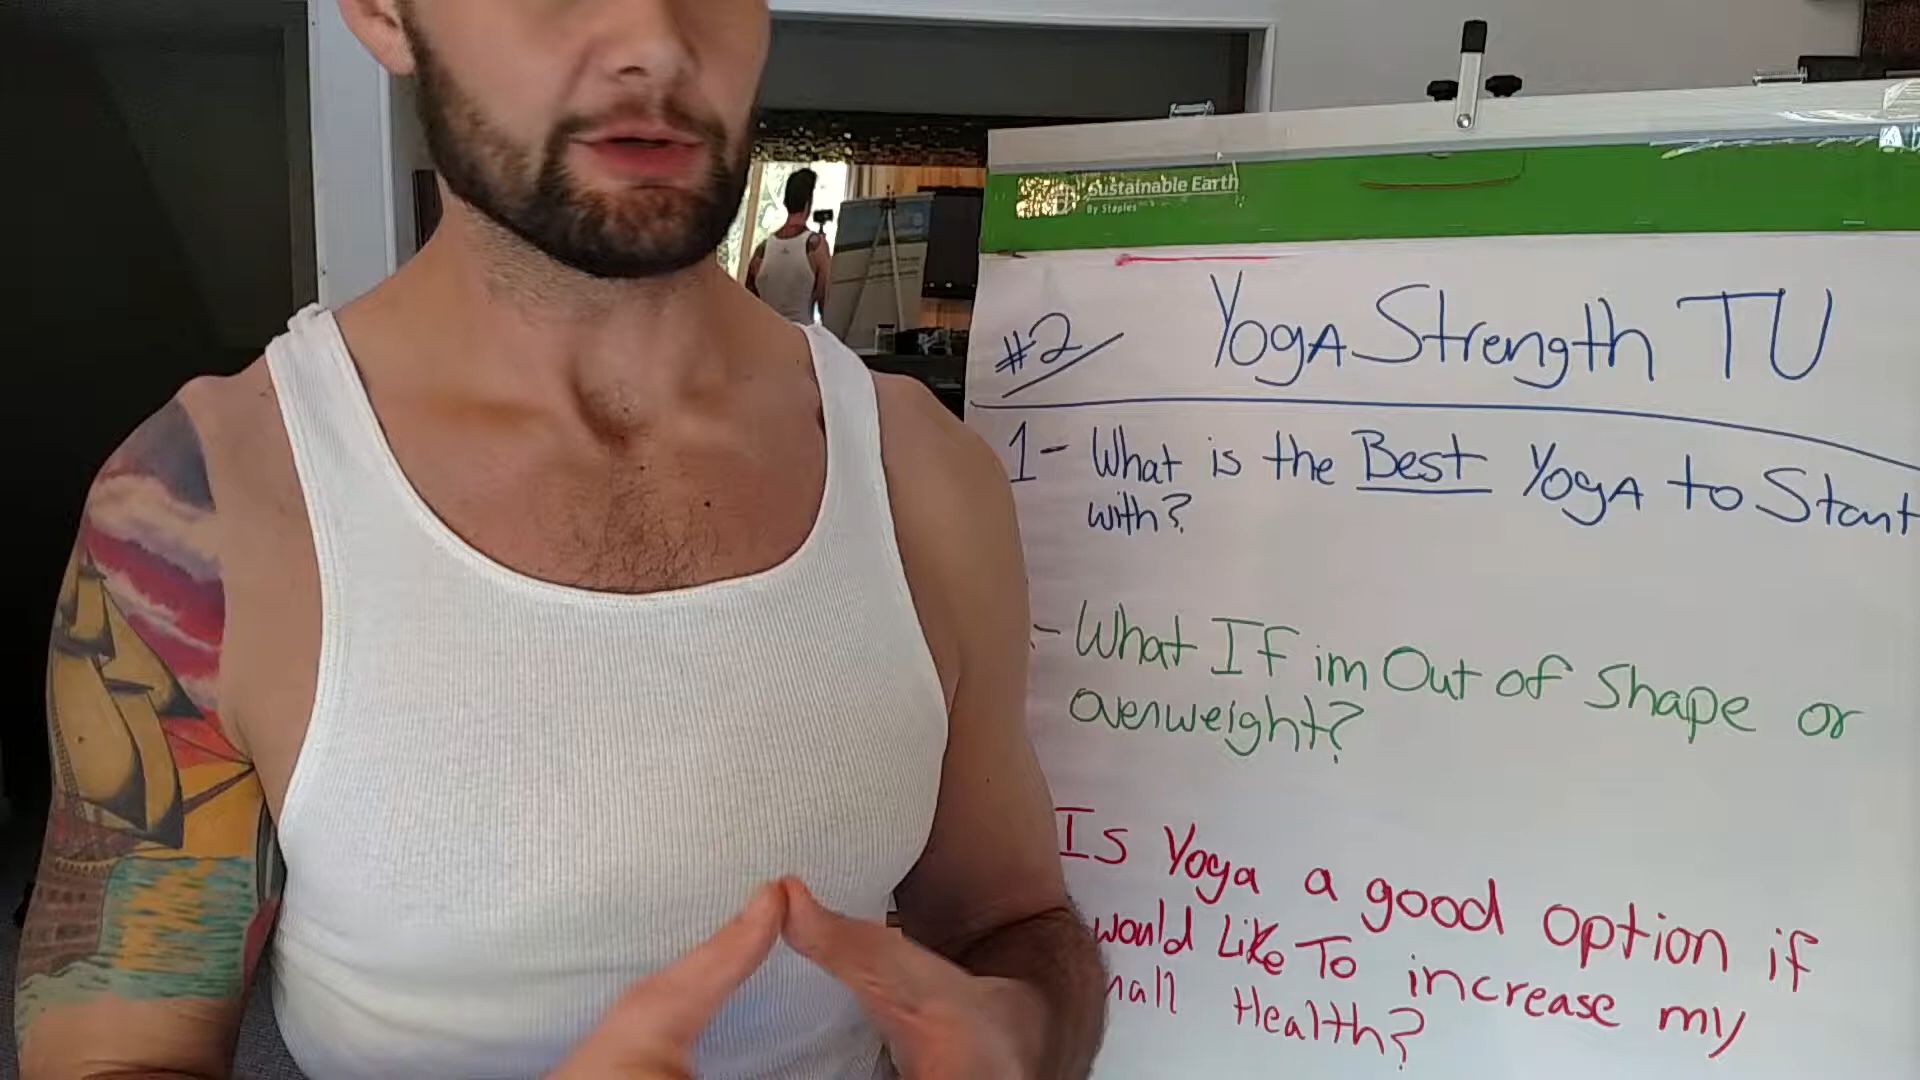 Sustainable Earth
By Staples
#2 Yoga Strength TU
1- What is the Best Yoga to Start
with?
- What If im Out of Shape or
overweight?
Is Yoga a good option if
would Like To increase my
Health?